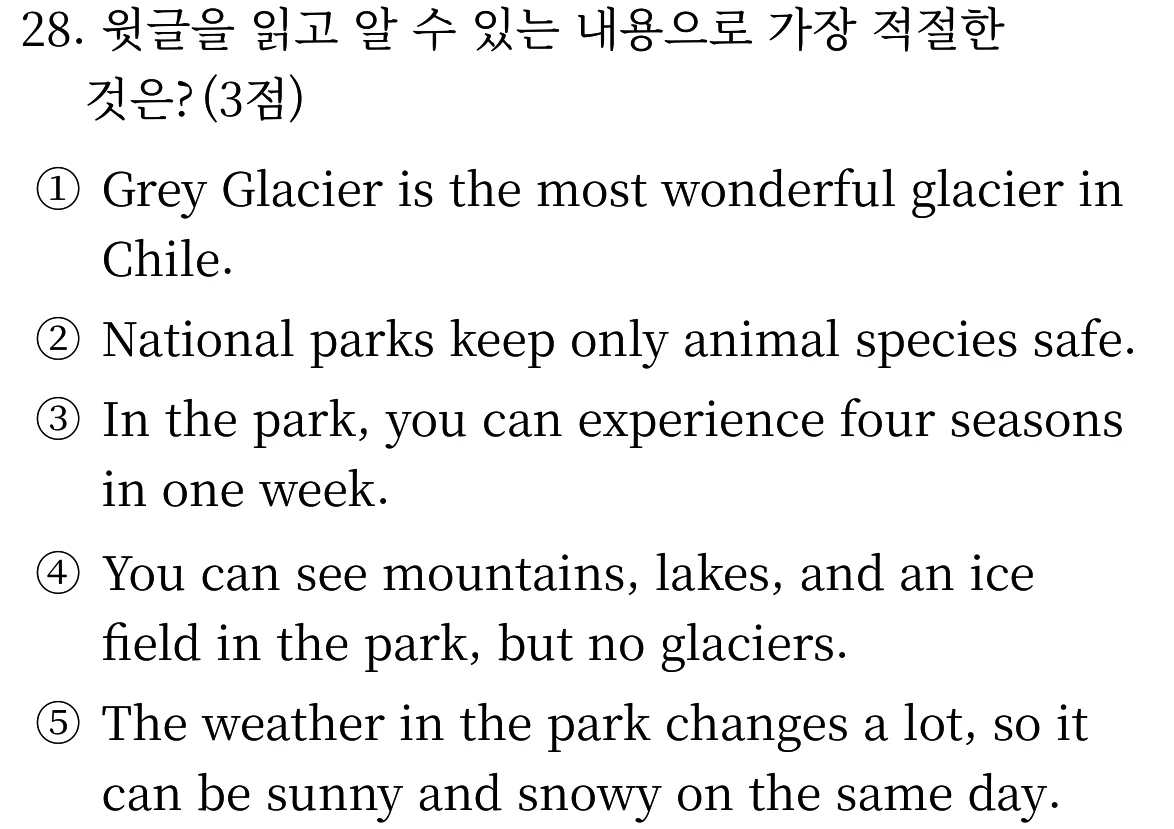 28. 윗글을 읽고 알 수 있는 내용으로 가장 적절한
것은? (3점)
① Grey Glacier is the most wonderful glacier in
Chile.
② National parks keep only animal species safe.
③ In the park, you can experience four seasons
in one week.
④ You can see mountains, lakes, and an ice
field in the park, but no glaciers.
⑤ The weather in the park changes a lot, so it
can be sunny and snowy on the same day.